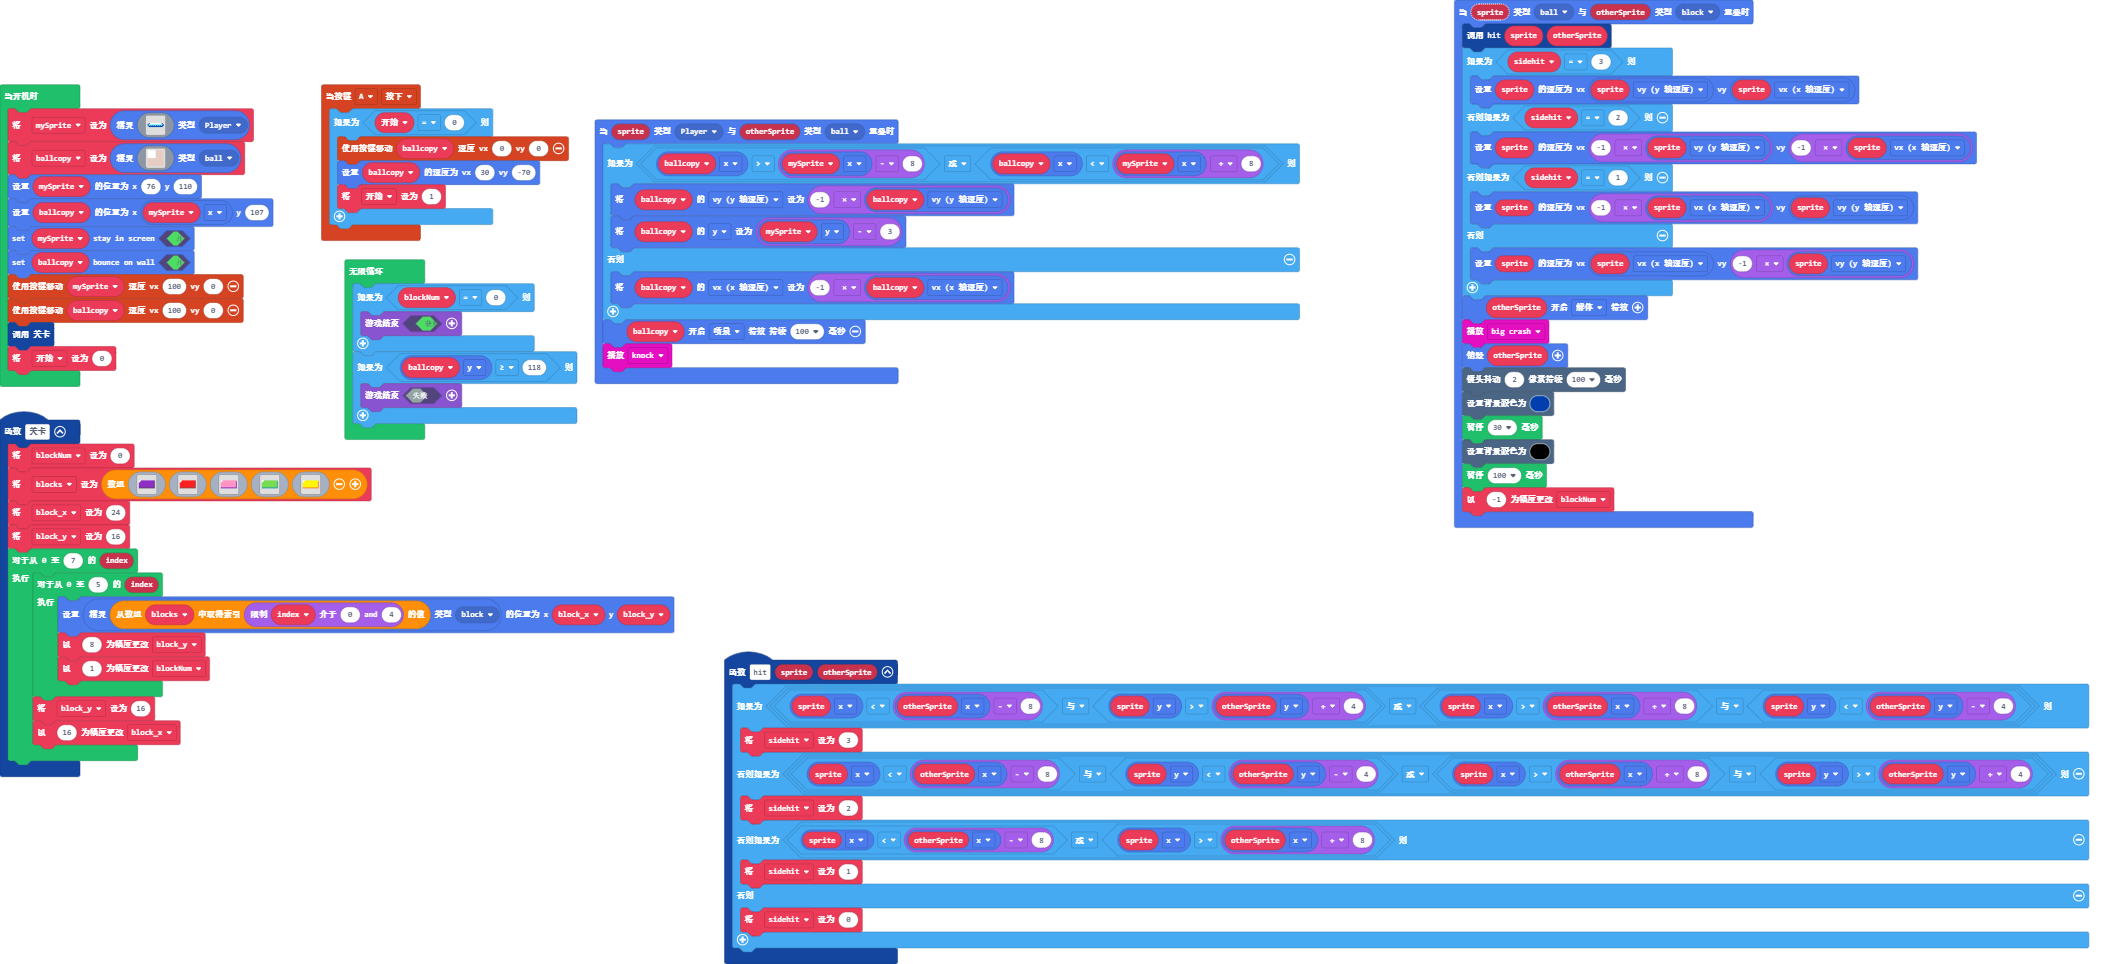 当开机时
将 mySprite 设为 精灵 类型 Player
将 ballcopy 设为 精灵 类型 ball
设置 mySprite 的位置为 x 76 y 110
设置 ballcopy 的位置为 x mySprite x y 107
set mySprite stay in screen
set ballcopy bounce on wall
使用按键移动 mySprite 速度 vx 100 vy 0
使用按键移动 ballcopy 速度 vx 100 vy 0
调用 关卡
将 开始 设为 0
函数 关卡
将 blockNum 设为 0
将 blocks 设为 数组
将 block_x 设为 24
将 block_y 设为 16
对于从 0 至 7 的 index
执行 对于从 0 至 5 的 index
执行 设置 精灵 从数组 blocks 中取得索引 限制 index 介于 0 and 4 的值 类型 block 的位置为 x block_x y block_y
以 8 为幅度更改 block_y
以 1 为幅度更改 blockNum
将 block_y 设为 16
以 16 为幅度更改 block_x
当按键 A 按下
如果为 开始 = 0 则
使用按键移动 ballcopy 速度 vx 0 vy 0
设置 ballcopy 的速度为 vx 30 vy -70
将 开始 设为 1
无限循环
如果为 blockNum = 0 则
游戏结束
如果为 ballcopy y ≥ 118 则
游戏结束 失败
当 sprite 类型 Player 与 otherSprite 类型 ball 重叠时
如果为 ballcopy x > mySprite x - 8 或 ballcopy x < mySprite x + 8 则
将 ballcopy 的 vy (y 轴速度) 设为 -1 × ballcopy vy (y 轴速度)
将 ballcopy 的 y 设为 mySprite y - 3
否则
将 ballcopy 的 vx (x 轴速度) 设为 -1 × ballcopy vx (x 轴速度)
ballcopy 开启 喷泉 特效 持续 100 毫秒
播放 knock
当 sprite 类型 ball 与 otherSprite 类型 block 重叠时
调用 hit sprite otherSprite
如果为 sidehit = 3 则
设置 sprite 的速度为 vx sprite vy (y 轴速度) vy sprite vx (x 轴速度)
否则如果为 sidehit = 2 则
设置 sprite 的速度为 vx -1 × sprite vy (y 轴速度) vy -1 × sprite vx (x 轴速度)
否则如果为 sidehit = 1 则
设置 sprite 的速度为 vx -1 × sprite vx (x 轴速度) vy sprite vy (y 轴速度)
否则
设置 sprite 的速度为 vx sprite vx (x 轴速度) vy -1 × sprite vy (y 轴速度)
otherSprite 开启 解体 特效
播放 big crash
销毁 otherSprite
镜头抖动 2 像素持续 100 毫秒
设置背景颜色为
暂停 30 毫秒
设置背景颜色为
暂停 100 毫秒
以 -1 为幅度更改 blockNum
函数 hit sprite otherSprite
如果为 sprite x < otherSprite x - 8 与 sprite y > otherSprite y + 4 或 sprite x > otherSprite x + 8 与 sprite y < otherSprite y - 4 则
将 sidehit 设为 3
否则如果为 sprite x < otherSprite x - 8 与 sprite y < otherSprite y - 4 或 sprite x > otherSprite x + 8 与 sprite y > otherSprite y + 4 则
将 sidehit 设为 2
否则如果为 sprite x < otherSprite x - 8 或 sprite x > otherSprite x + 8 则
将 sidehit 设为 1
否则
将 sidehit 设为 0